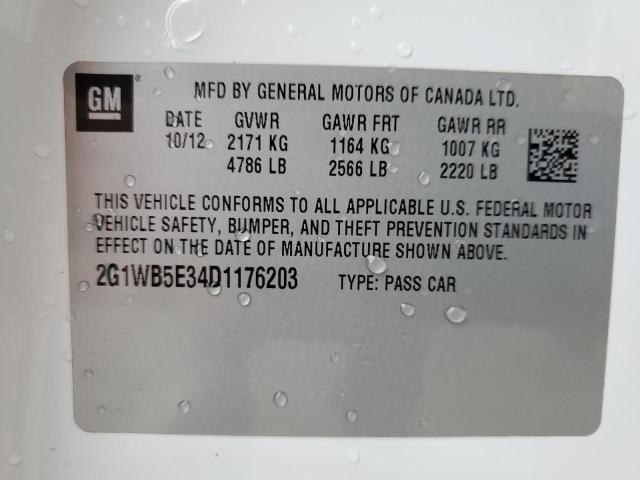 GM ®
MFD BY GENERAL MOTORS OF CANADA LTD.
DATE GVWR GAWR FRT GAWR RR
10/12 2171 KG 1164 KG 1007 KG
4786 LB 2566 LB 2220 LB
THIS VEHICLE CONFORMS TO ALL APPLICABLE U.S. FEDERAL MOTOR
VEHICLE SAFETY, BUMPER, AND THEFT PREVENTION STANDARDS IN
EFFECT ON THE DATE OF MANUFACTURE SHOWN ABOVE.
2G1WB5E34D1176203 TYPE: PASS CAR